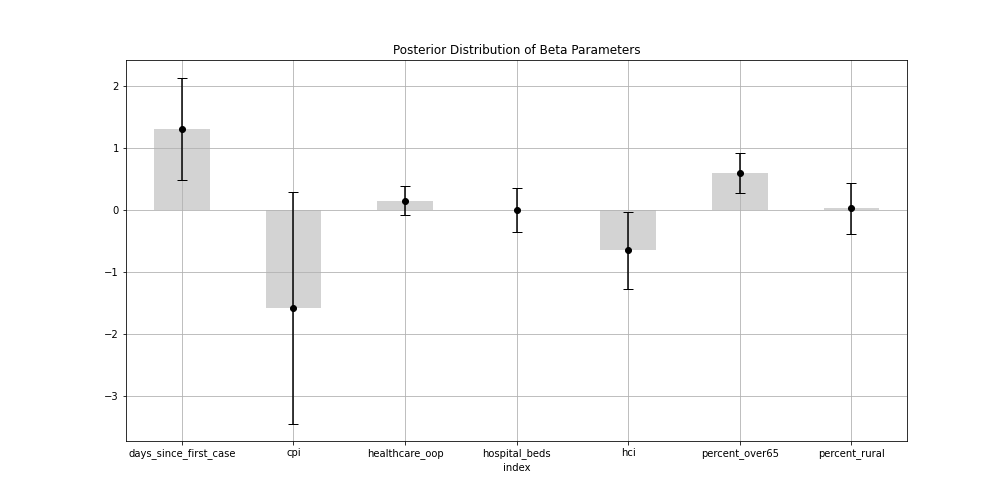 Posterior Distribution of Beta Parameters
2
1
0
−1
−2
−3
days_since_first_case cpi healthcare_oop hospital_beds hci percent_over65 percent_rural
index